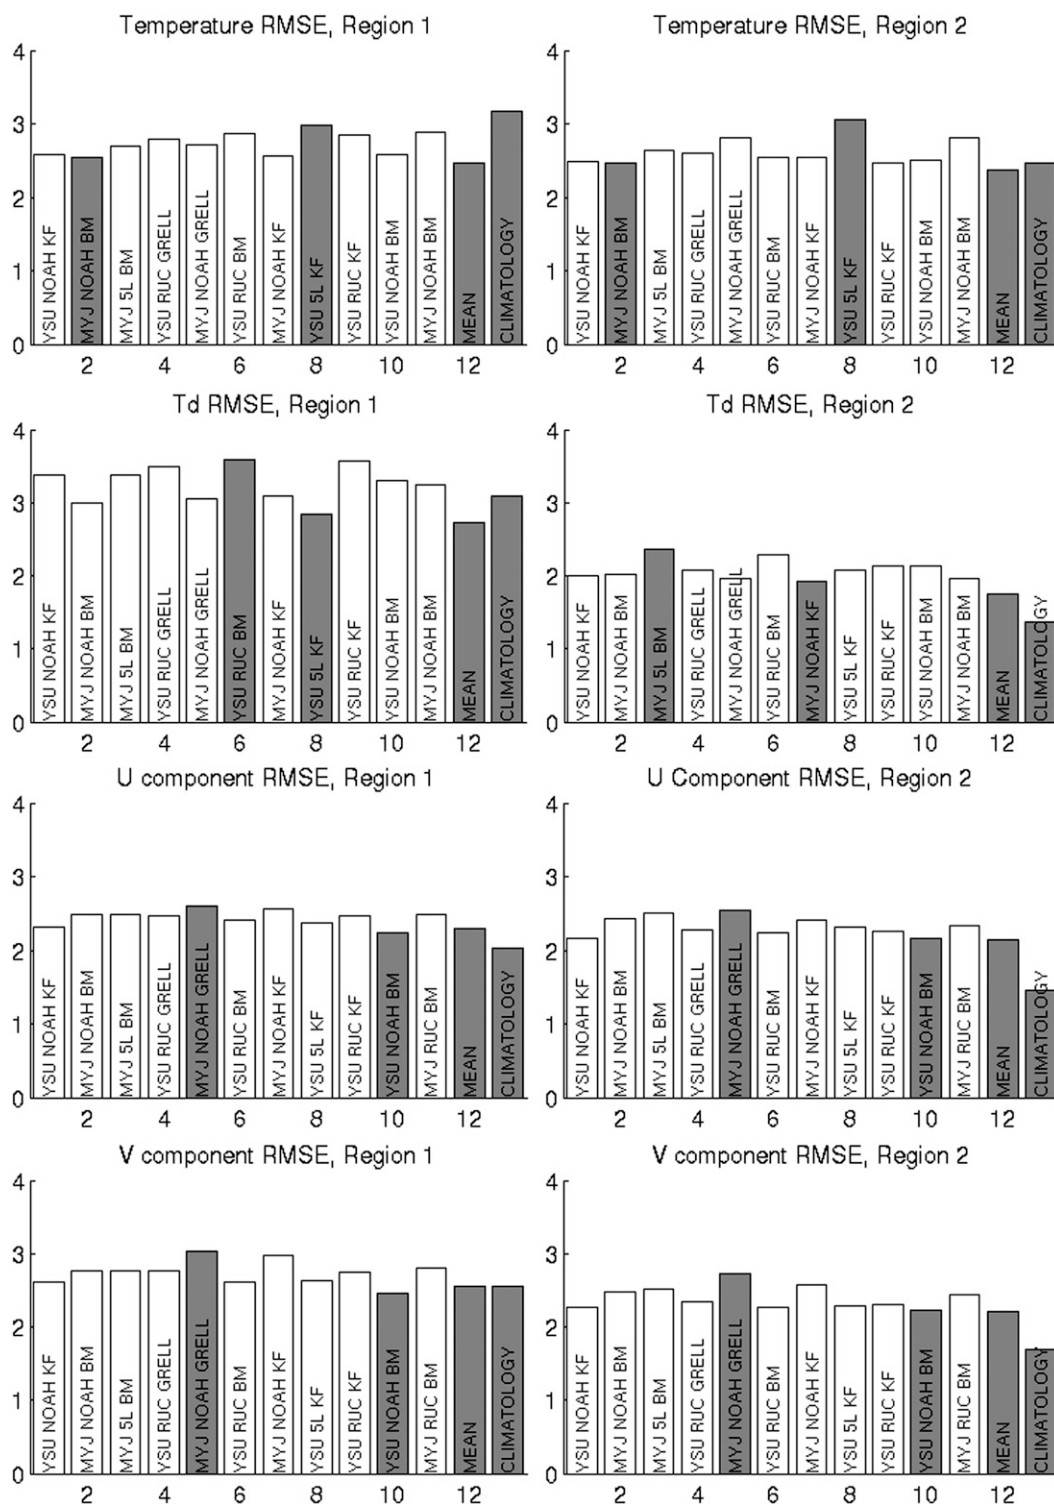 Temperature RMSE, Region 1
4
3
2
1
0
YSU NOAH KF
MYJ NOAH BM
MYJ 5L BM
YSU RUC GRELL
MYJ NOAH GRELL
YSU RUC BM
MYJ NOAH KF
YSU 5L KF
YSU RUC KF
YSU NOAH BM
MYJ NOAH BM
MEAN
CLIMATOLOGY
2 4 6 8 10 12
Temperature RMSE, Region 2
4
3
2
1
0
YSU NOAH KF
MYJ NOAH BM
MYJ 5L BM
YSU RUC GRELL
MYJ NOAH GRELL
YSU RUC BM
MYJ NOAH KF
YSU 5L KF
YSU RUC KF
YSU NOAH BM
MYJ NOAH BM
MEAN
CLIMATOLOGY
2 4 6 8 10 12
Td RMSE, Region 1
4
3
2
1
0
YSU NOAH KF
MYJ NOAH BM
MYJ 5L BM
YSU RUC GRELL
MYJ NOAH GRELL
YSU RUC BM
MYJ NOAH KF
YSU 5L KF
YSU RUC KF
YSU NOAH BM
MYJ NOAH BM
MEAN
CLIMATOLOGY
2 4 6 8 10 12
Td RMSE, Region 2
4
3
2
1
0
YSU NOAH KF
MYJ NOAH BM
MYJ 5L BM
YSU RUC GRELL
MYJ NOAH GRELL
YSU RUC BM
MYJ NOAH KF
YSU 5L KF
YSU RUC KF
YSU NOAH BM
MYJ NOAH BM
MEAN
CLIMATOLOGY
2 4 6 8 10 12
U component RMSE, Region 1
4
3
2
1
0
YSU NOAH KF
MYJ NOAH BM
MYJ 5L BM
YSU RUC GRELL
MYJ NOAH GRELL
YSU RUC BM
MYJ NOAH KF
YSU 5L KF
YSU RUC KF
YSU NOAH BM
MYJ RUC BM
MEAN
CLIMATOLOGY
2 4 6 8 10 12
U Component RMSE, Region 2
4
3
2
1
0
YSU NOAH KF
MYJ NOAH BM
MYJ 5L BM
YSU RUC GRELL
MYJ NOAH GRELL
YSU RUC BM
MYJ NOAH KF
YSU 5L KF
YSU RUC KF
YSU NOAH BM
MYJ RUC BM
MEAN
CLIMATOLOGY
2 4 6 8 10 12
V component RMSE, Region 1
4
3
2
1
0
YSU NOAH KF
MYJ NOAH BM
MYJ 5L BM
YSU RUC GRELL
MYJ NOAH GRELL
YSU RUC BM
MYJ NOAH KF
YSU 5L KF
YSU RUC KF
YSU NOAH BM
MYJ RUC BM
MEAN
CLIMATOLOGY
2 4 6 8 10 12
V component RMSE, Region 2
4
3
2
1
0
YSU NOAH KF
MYJ NOAH BM
MYJ 5L BM
YSU RUC GRELL
MYJ NOAH GRELL
YSU RUC BM
MYJ NOAH KF
YSU 5L KF
YSU RUC KF
YSU NOAH BM
MYJ RUC BM
MEAN
CLIMATOLOGY
2 4 6 8 10 12